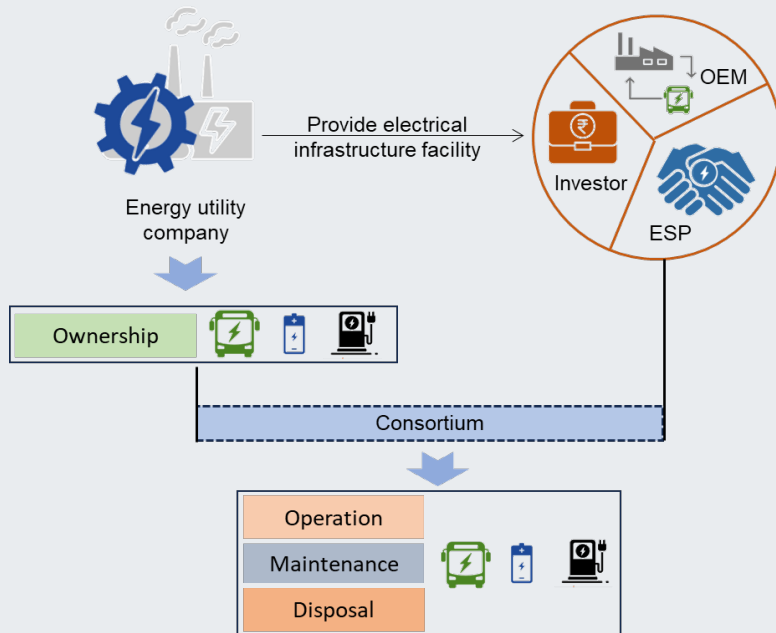 OEM
Provide electrical
infrastructure facility
₹
Investor
ESP
Energy utility
company
Ownership
Consortium
Operation
Maintenance
Disposal